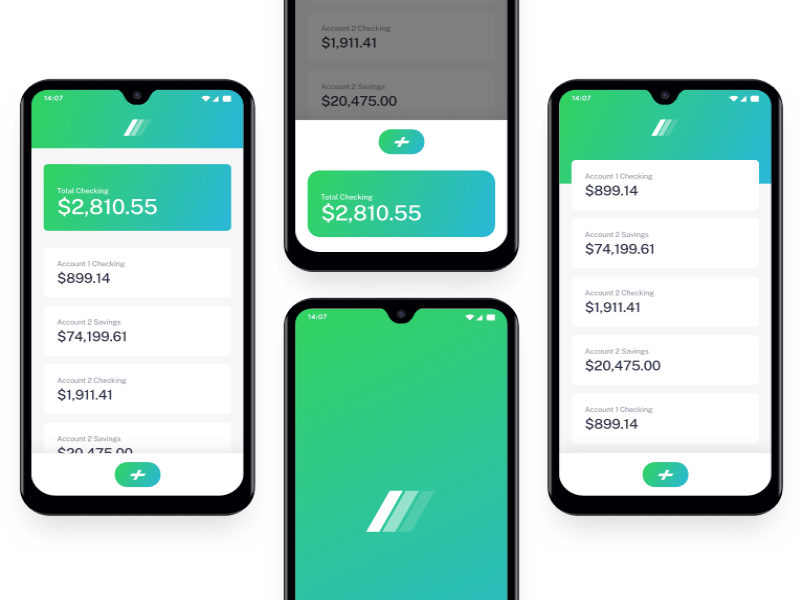 14:07
Total Checking
$2,810.55
Account 1 Checking
$899.14
Account 2 Savings
$74,199.61
Account 2 Checking
$1,911.41
Account 2 Savings
$20,475.00
Account 2 Checking
$1,911.41
Account 2 Savings
$20,475.00
Total Checking
$2,810.55
14:07
14:07
Account 1 Checking
$899.14
Account 2 Savings
$74,199.61
Account 2 Checking
$1,911.41
Account 2 Savings
$20,475.00
Account 1 Checking
$899.14